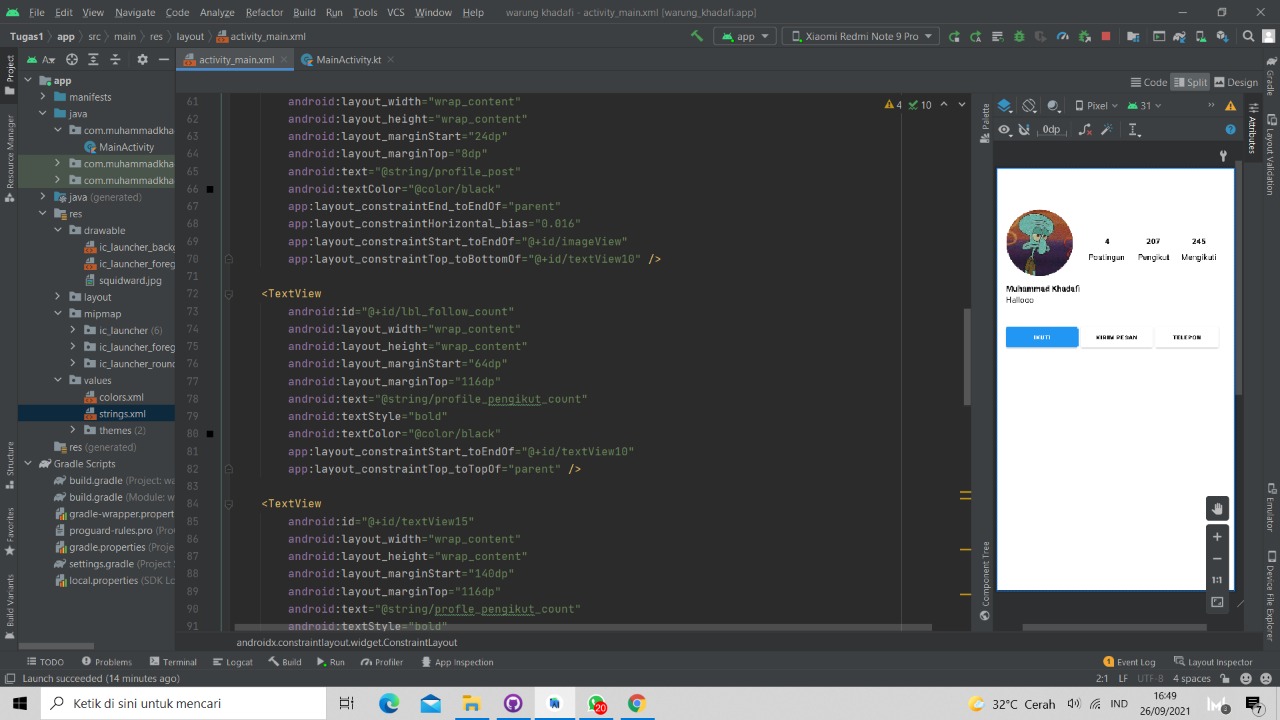 File Edit View Navigate Code Analyze Refactor Build Run Tools VCS Window Help warung khadafi - activity_main.xml [warung_khadafi.app]
Tugas1 app src main res layout activity_main.xml app Xiaomi Redmi Note 9 Pro
Project
Resource Manager
Structure
Favorites
Build Variants
A...
app
manifests
java
com.muhammadkha
MainActivity
com.muhammadkha
com.muhammadkha
java (generated)
res
drawable
ic_launcher_backg
ic_launcher_foreg
squidward.jpg
layout
mipmap
ic_launcher (6)
ic_launcher_foreg
ic_launcher_roun
values
colors.xml
strings.xml
themes (2)
res (generated)
Gradle Scripts
build.gradle (Project: wa
build.gradle (Module: w
gradle-wrapper.propert
proguard-rules.pro (Pro
gradle.properties (Proje
settings.gradle (Project
local.properties (SDK Lo
activity_main.xml MainActivity.kt
Code Split Design
4 10
61 android:layout_width="wrap_content"
62 android:layout_height="wrap_content"
63 android:layout_marginStart="24dp"
64 android:layout_marginTop="8dp"
65 android:text="@string/profile_post"
66 android:textColor="@color/black"
67 app:layout_constraintEnd_toEndOf="parent"
68 app:layout_constraintHorizontal_bias="0.016"
69 app:layout_constraintStart_toEndOf="@+id/imageView"
70 app:layout_constraintTop_toBottomOf="@+id/textView10" />
71
72 <TextView
73 android:id="@+id/lbl_follow_count"
74 android:layout_width="wrap_content"
75 android:layout_height="wrap_content"
76 android:layout_marginStart="64dp"
77 android:layout_marginTop="116dp"
78 android:text="@string/profile_pengikut_count"
79 android:textStyle="bold"
80 android:textColor="@color/black"
81 app:layout_constraintStart_toEndOf="@+id/textView10"
82 app:layout_constraintTop_toTopOf="parent" />
83
84 <TextView
85 android:id="@+id/textView15"
86 android:layout_width="wrap_content"
87 android:layout_height="wrap_content"
88 android:layout_marginStart="140dp"
89 android:layout_marginTop="116dp"
90 android:text="@string/profle_pengikut_count"
91 android:textStyle="bold"
androidx.constraintlayout.widget.ConstraintLayout
Palette
Component Tree
Pixel 31
0dp
4 207 245
Postingan Pengikut Mengikuti
Muhammad Khadafi
Hallooo
IKUTI KIRIM PESAN TELEPON
1:1
Gradle
Layout Validation
Attributes
Emulator
Device File Explorer
TODO Problems Terminal Logcat Build Run Profiler App Inspection 1 Event Log Layout Inspector
Launch succeeded (14 minutes ago) 2:1 LF UTF-8 4 spaces
Ketik di sini untuk mencari 20 32°C Cerah IND 16:49
26/09/2021 7